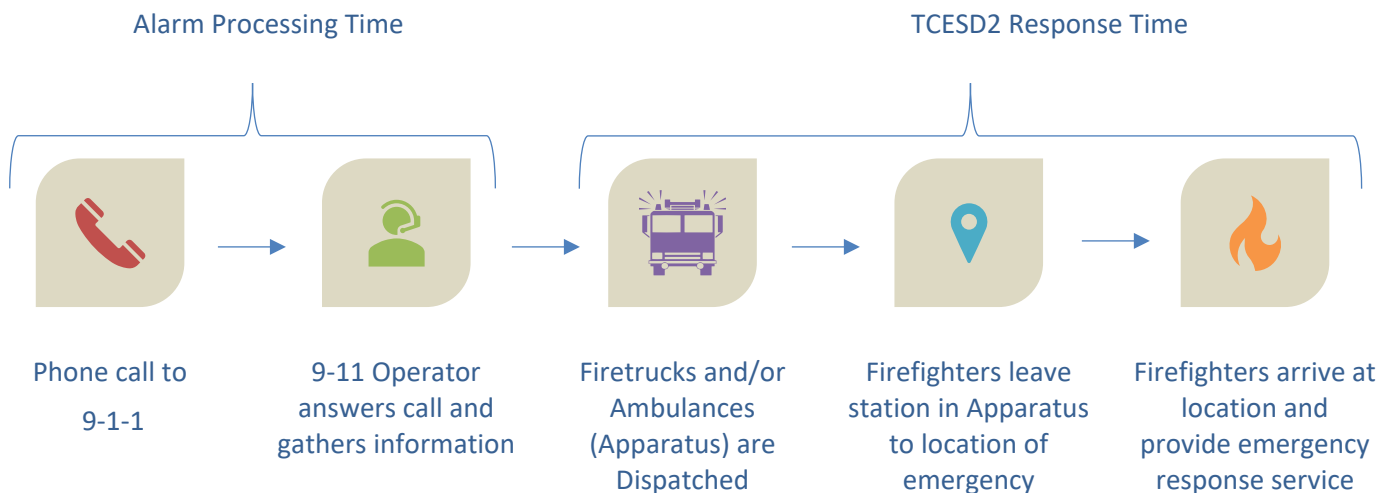 Alarm Processing Time
TCESD2 Response Time
Phone call to
9-1-1
9-11 Operator
answers call and
gathers information
Firetrucks and/or
Ambulances
(Apparatus) are
Dispatched
Firefighters leave
station in Apparatus
to location of
emergency
Firefighters arrive at
location and
provide emergency
response service